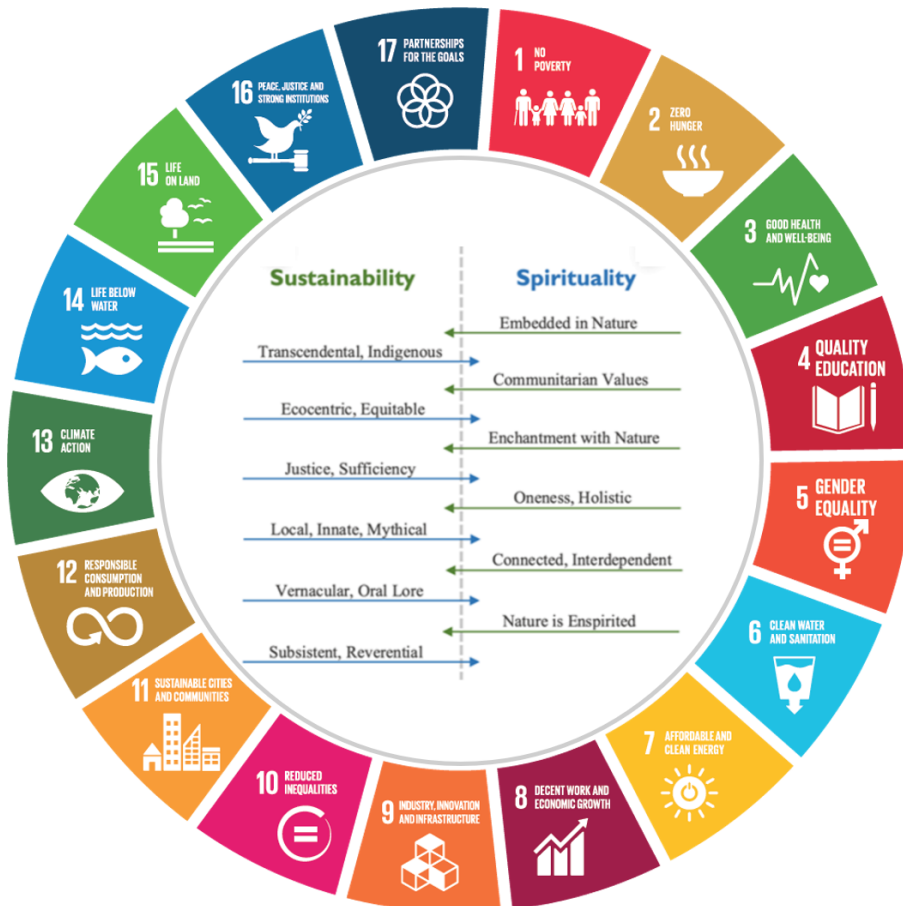 1 NO
POVERTY
2 ZERO
HUNGER
3 GOOD HEALTH
AND WELL-BEING
4 QUALITY
EDUCATION
5 GENDER
EQUALITY
6 CLEAN WATER
AND SANITATION
7 AFFORDABLE AND
CLEAN ENERGY
8 DECENT WORK AND
ECONOMIC GROWTH
9 INDUSTRY, INNOVATION
AND INFRASTRUCTURE
10 REDUCED
INEQUALITIES
11 SUSTAINABLE CITIES
AND COMMUNITIES
12 RESPONSIBLE
CONSUMPTION
AND PRODUCTION
13 CLIMATE
ACTION
14 LIFE BELOW
WATER
15 LIFE
ON LAND
16 PEACE, JUSTICE AND
STRONG INSTITUTIONS
17 PARTNERSHIPS
FOR THE GOALS
Sustainability Spirituality
Embedded in Nature
Transcendental, Indigenous
Communitarian Values
Ecocentric, Equitable
Enchantment with Nature
Justice, Sufficiency
Oneness, Holistic
Local, Innate, Mythical
Connected, Interdependent
Vernacular, Oral Lore
Nature is Enspirited
Subsistent, Reverential